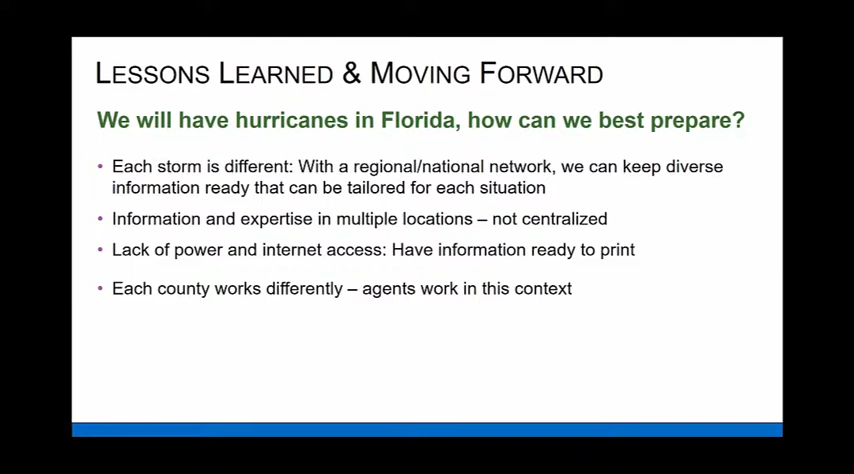 LESSONS LEARNED & MOVING FORWARD
We will have hurricanes in Florida, how can we best prepare?
• Each storm is different: With a regional/national network, we can keep diverse
information ready that can be tailored for each situation
• Information and expertise in multiple locations – not centralized
• Lack of power and internet access: Have information ready to print
• Each county works differently – agents work in this context